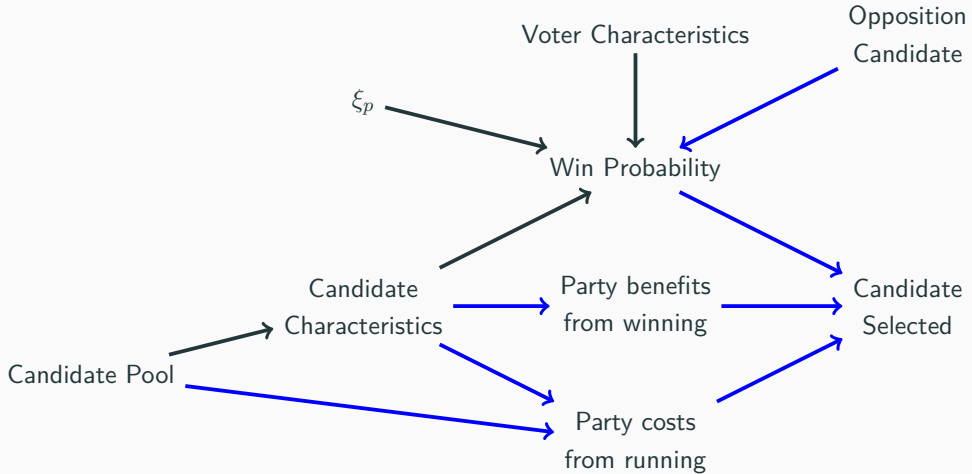 Opposition
Candidate
Voter Characteristics
ξ_p
Win Probability
Candidate
Characteristics
Party benefits
from winning
Candidate
Selected
Candidate Pool
Party costs
from running